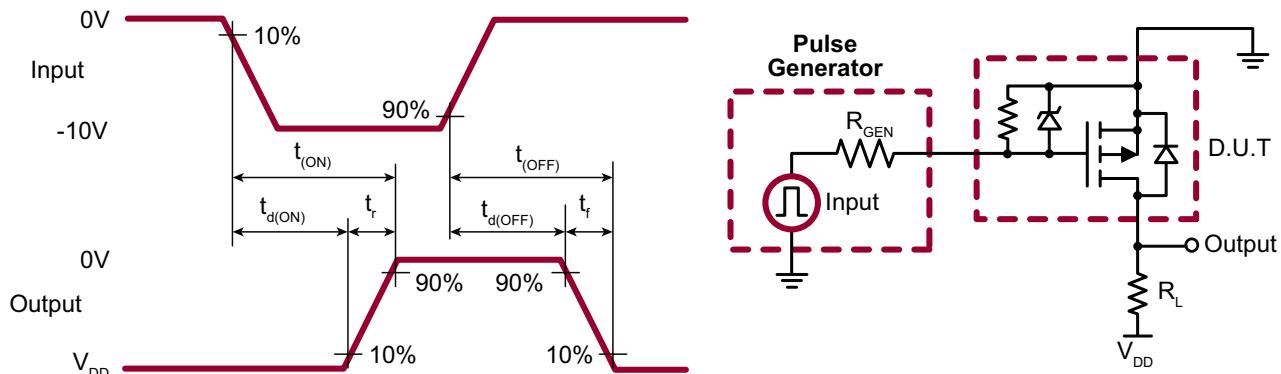 0V
10%
Input
90%
-10V
t(ON)
t(OFF)
td(ON)
tr
td(OFF)
tf
0V
90%
90%
Output
10%
10%
VDD
Pulse
Generator
RGEN
Input
D.U.T
Output
RL
VDD